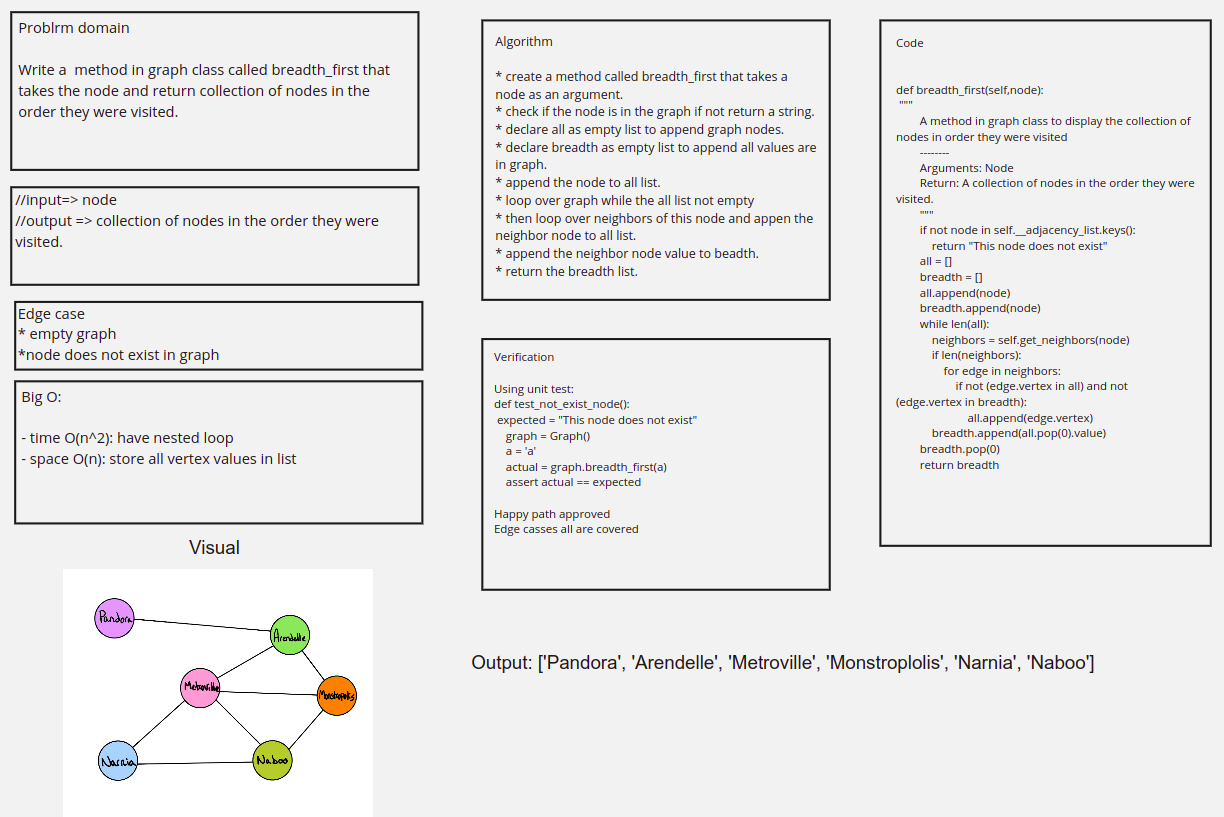 Problrm domain
Write a  method in graph class called breadth_first that
takes the node and return collection of nodes in the
order they were visited.
//input=> node
//output => collection of nodes in the order they were
visited.
Edge case
* empty graph
*node does not exist in graph
Big O:
- time O(n^2): have nested loop
- space O(n): store all vertex values in list
Visual
Pandora
Arendelle
Metroville
Monstropolis
Narnia
Naboo
Algorithm
* create a method called breadth_first that takes a
node as an argument.
* check if the node is in the graph if not return a string.
* declare all as empty list to append graph nodes.
* declare breadth as empty list to append all values are
in graph.
* append the node to all list.
* loop over graph while the all list not empty
* then loop over neighbors of this node and appen the
neighbor node to all list.
* append the neighbor node value to beadth.
* return the breadth list.
Verification
Using unit test:
def test_not_exist_node():
expected = "This node does not exist"
graph = Graph()
a = 'a'
actual = graph.breadth_first(a)
assert actual == expected
Happy path approved
Edge casses all are covered
Output: ['Pandora', 'Arendelle', 'Metroville', 'Monstroplolis', 'Narnia', 'Naboo']
Code
def breadth_first(self,node):
"""
A method in graph class to display the collection of
nodes in order they were visited
--------
Arguments: Node
Return: A collection of nodes in the order they were
visited.
"""
if not node in self.__adjacency_list.keys():
return "This node does not exist"
all = []
breadth = []
all.append(node)
breadth.append(node)
while len(all):
neighbors = self.get_neighbors(node)
if len(neighbors):
for edge in neighbors:
if not (edge.vertex in all) and not
(edge.vertex in breadth):
all.append(edge.vertex)
breadth.append(all.pop(0).value)
breadth.pop(0)
return breadth